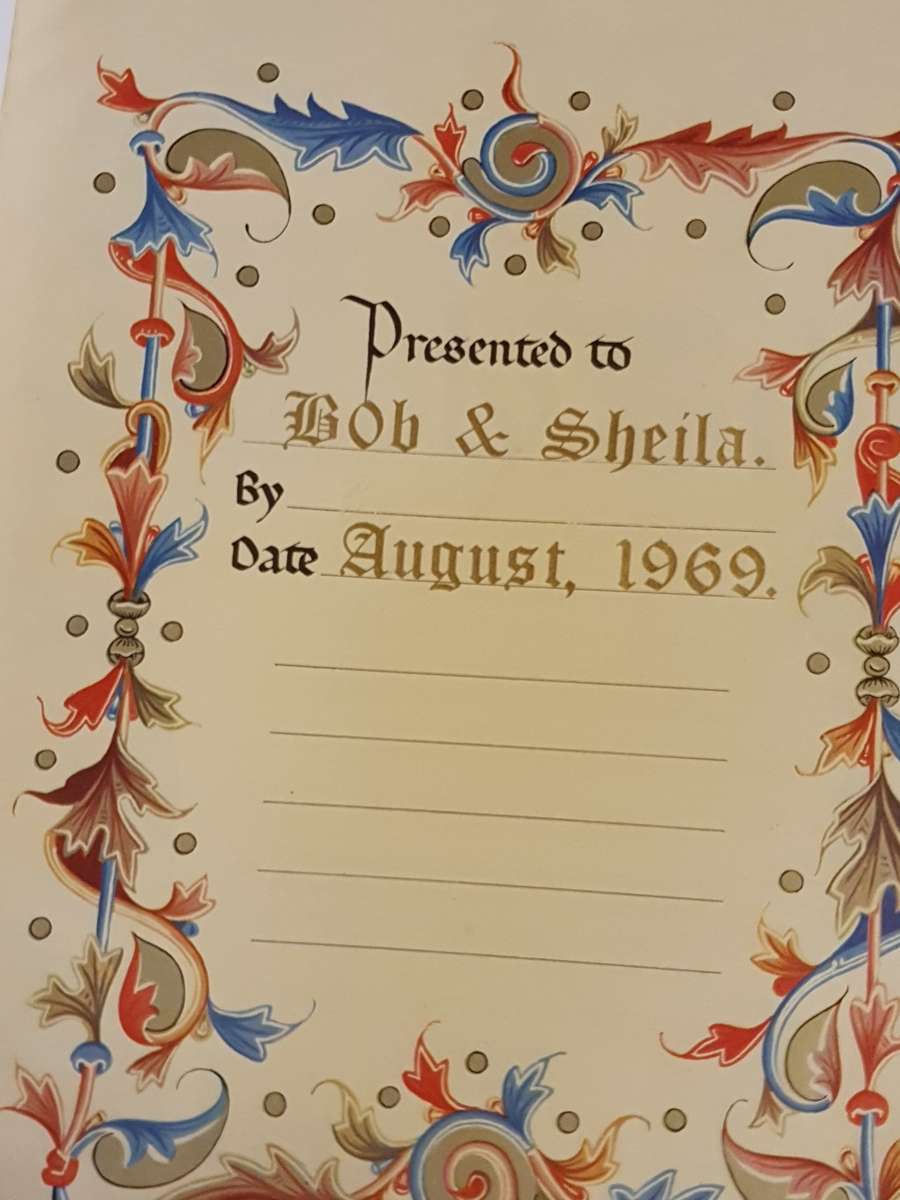 Presented to
Bob & Sheila.
By
Date August, 1969.